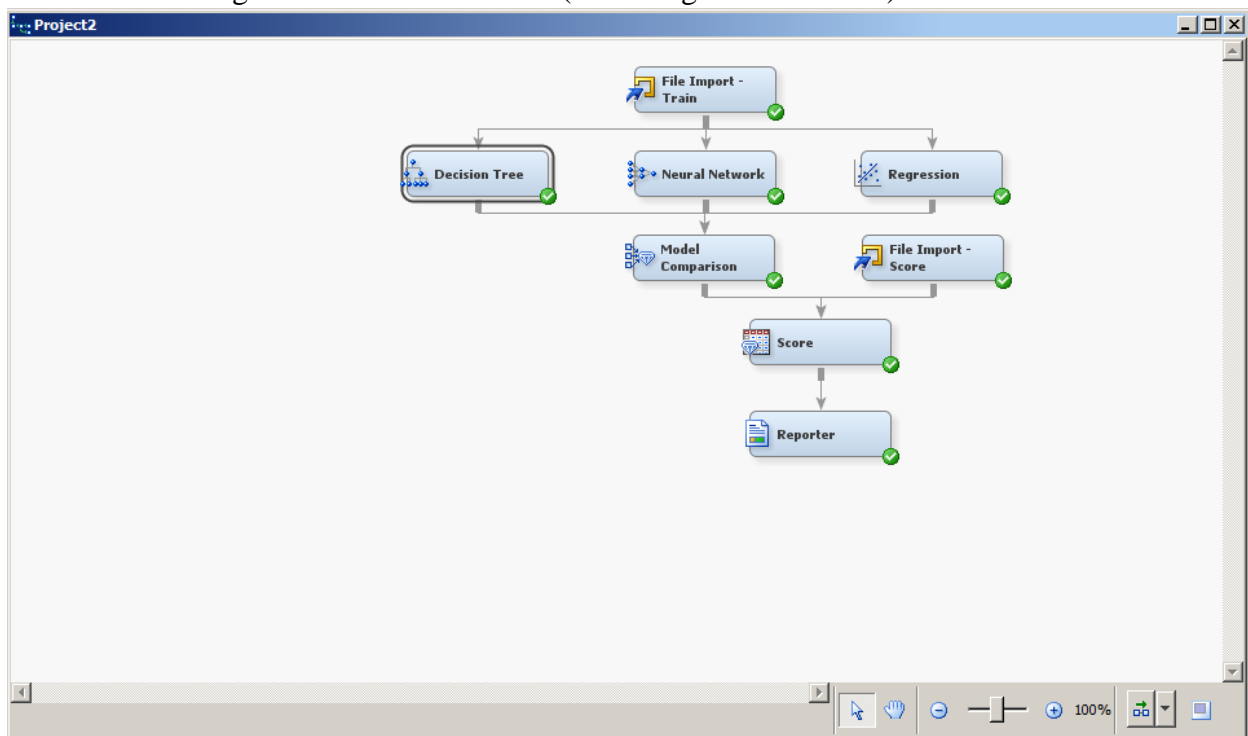 Project2
File Import -
Train
Decision Tree
Neural Network
Regression
Model
Comparison
File Import -
Score
Score
Reporter
100%